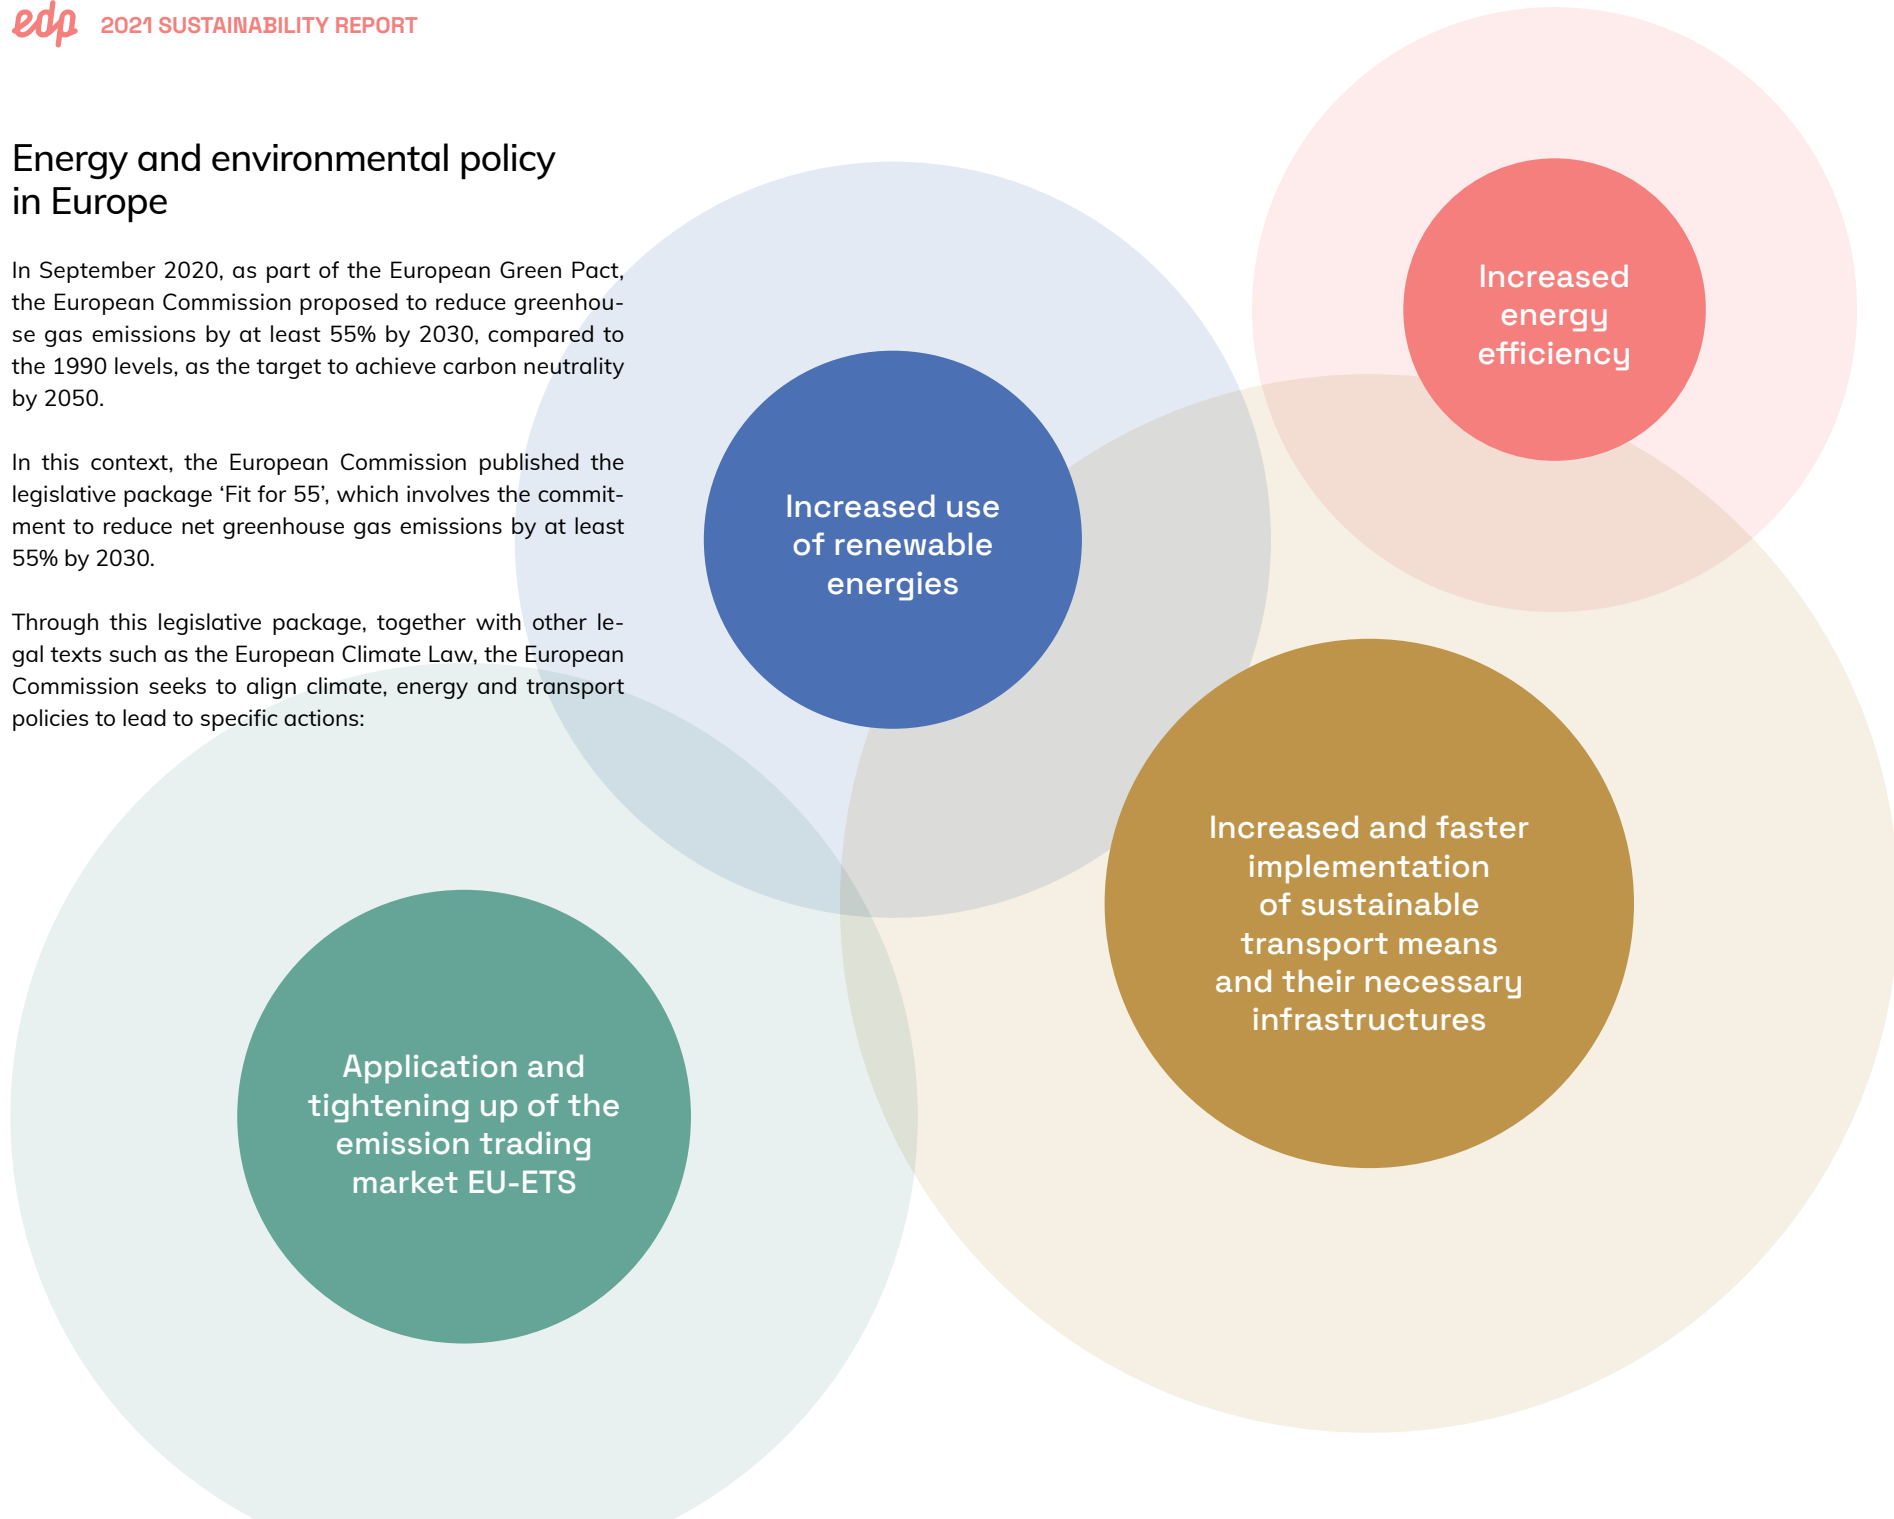 edp 2021 SUSTAINABILITY REPORT
Energy and environmental policy
in Europe
In September 2020, as part of the European Green Pact,
the European Commission proposed to reduce greenhou-
se gas emissions by at least 55% by 2030, compared to
the 1990 levels, as the target to achieve carbon neutrality
by 2050.
In this context, the European Commission published the
legislative package ‘Fit for 55’, which involves the commit-
ment to reduce net greenhouse gas emissions by at least
55% by 2030.
Through this legislative package, together with other le-
gal texts such as the European Climate Law, the European
Commission seeks to align climate, energy and transport
policies to lead to specific actions:
Increased use
of renewable
energies
Increased
energy
efficiency
Application and
tightening up of the
emission trading
market EU-ETS
Increased and faster
implementation
of sustainable
transport means
and their necessary
infrastructures